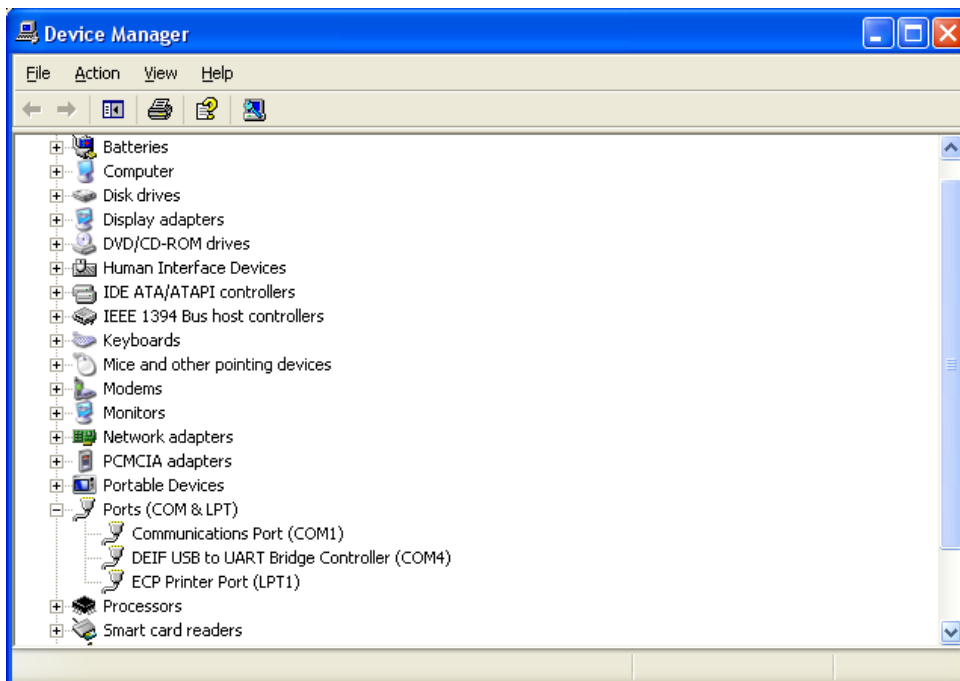 Device Manager
File Action View Help
Batteries
Computer
Disk drives
Display adapters
DVD/CD-ROM drives
Human Interface Devices
IDE ATA/ATAPI controllers
IEEE 1394 Bus host controllers
Keyboards
Mice and other pointing devices
Modems
Monitors
Network adapters
PCMCIA adapters
Portable Devices
Ports (COM & LPT)
Communications Port (COM1)
DEIF USB to UART Bridge Controller (COM4)
ECP Printer Port (LPT1)
Processors
Smart card readers